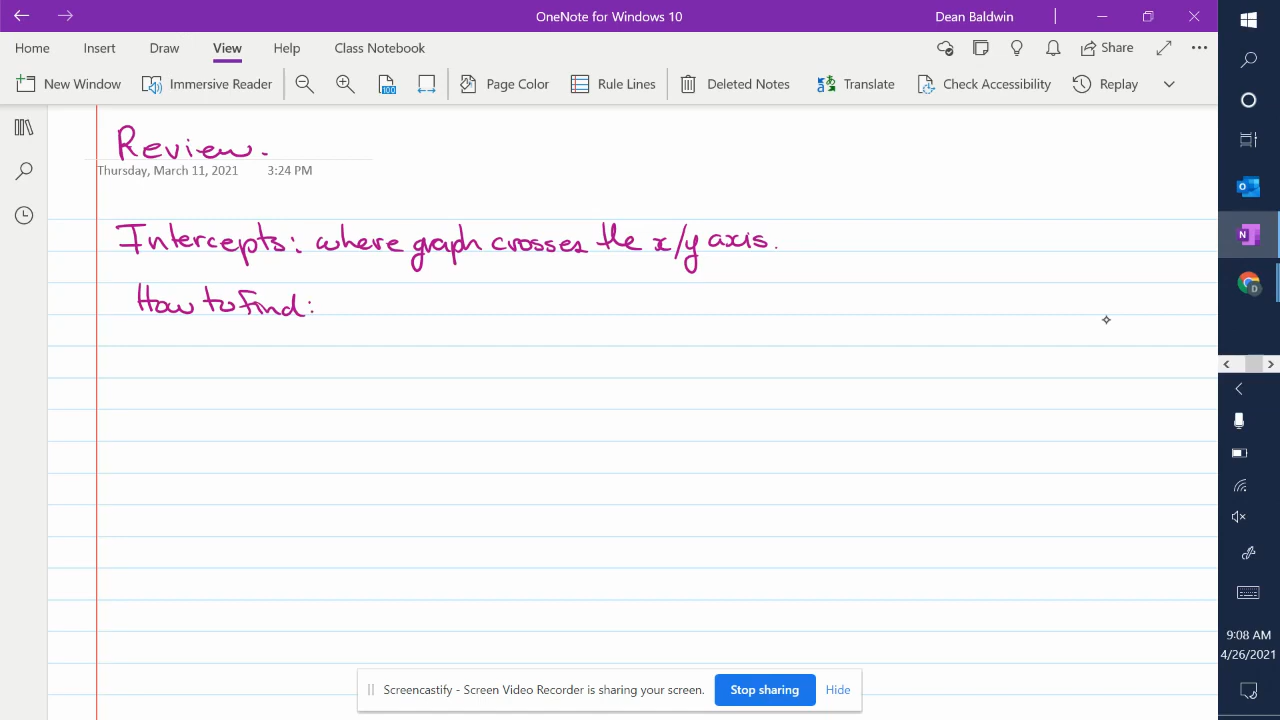 OneNote for Windows 10
Dean Baldwin
Home Insert Draw View Help Class Notebook Share
New Window Immersive Reader 100 Page Color Rule Lines Deleted Notes Translate Check Accessibility Replay
Review.
Thursday, March 11, 2021 3:24 PM
Intercepts: where graph crosses the x/y axis.
How to Find:
Screencastify - Screen Video Recorder is sharing your screen. Stop sharing Hide
9:08 AM
4/26/2021